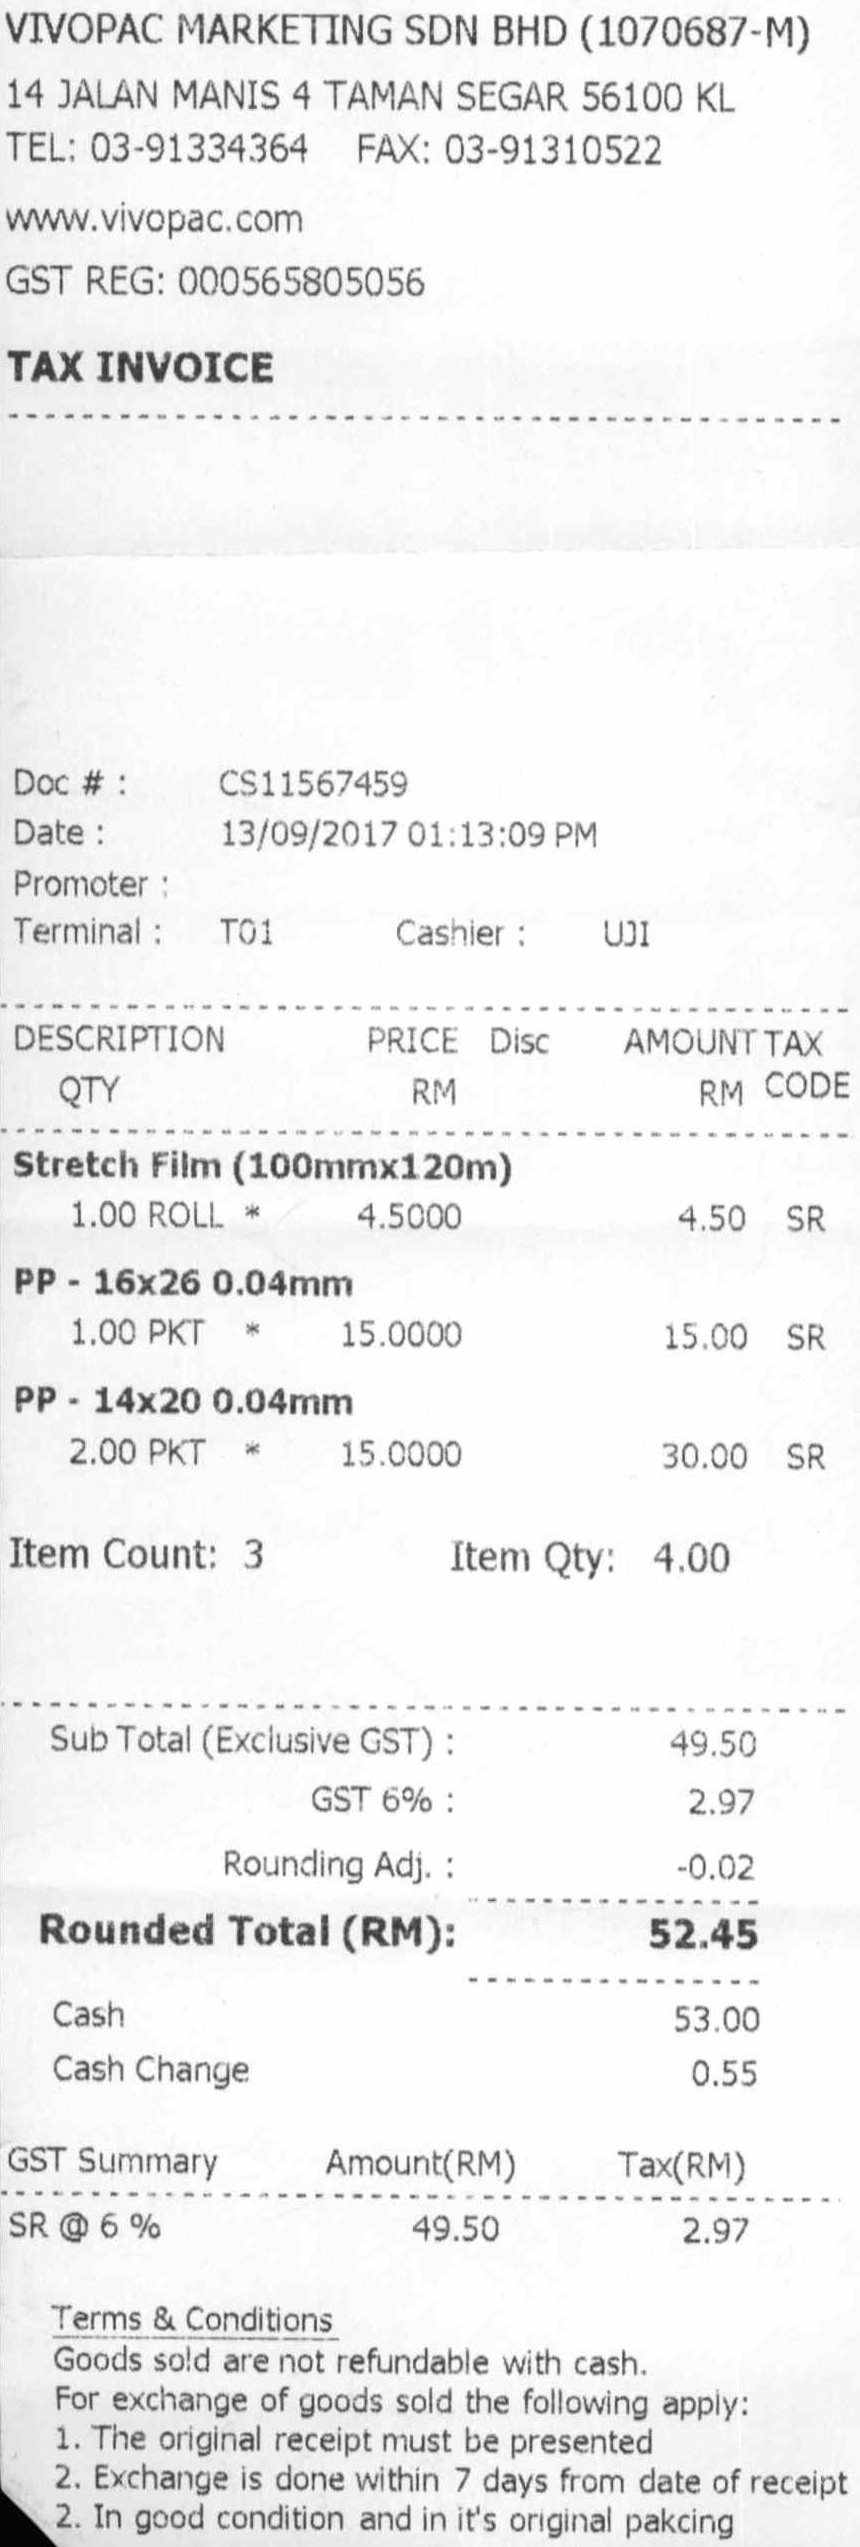 VIVOPAC MARKETING SDN BHD (1070687-M)
14 JALAN MANIS 4 TAMAN SEGAR 56100 KL
TEL: 03-91334364 FAX: 03-91310522
www.vivopac.com
GST REG: 000565805056
TAX INVOICE
Doc # : CS11567459
Date : 13/09/2017 01:13:09 PM
Promoter :
Terminal : T01 Cashier : UJI
DESCRIPTION PRICE Disc AMOUNT TAX
QTY RM RM CODE
Stretch Film (100mmx120m)
1.00 ROLL * 4.5000 4.50 SR
PP - 16x26 0.04mm
1.00 PKT * 15.0000 15.00 SR
PP - 14x20 0.04mm
2.00 PKT * 15.0000 30.00 SR
Item Count: 3 Item Qty: 4.00
Sub Total (Exclusive GST) : 49.50
GST 6% : 2.97
Rounding Adj. : -0.02
Rounded Total (RM): 52.45
Cash 53.00
Cash Change 0.55
GST Summary Amount(RM) Tax(RM)
SR @ 6 % 49.50 2.97
Terms & Conditions
Goods sold are not refundable with cash.
For exchange of goods sold the following apply:
1. The original receipt must be presented
2. Exchange is done within 7 days from date of receipt
2. In good condition and in it's original pakcing